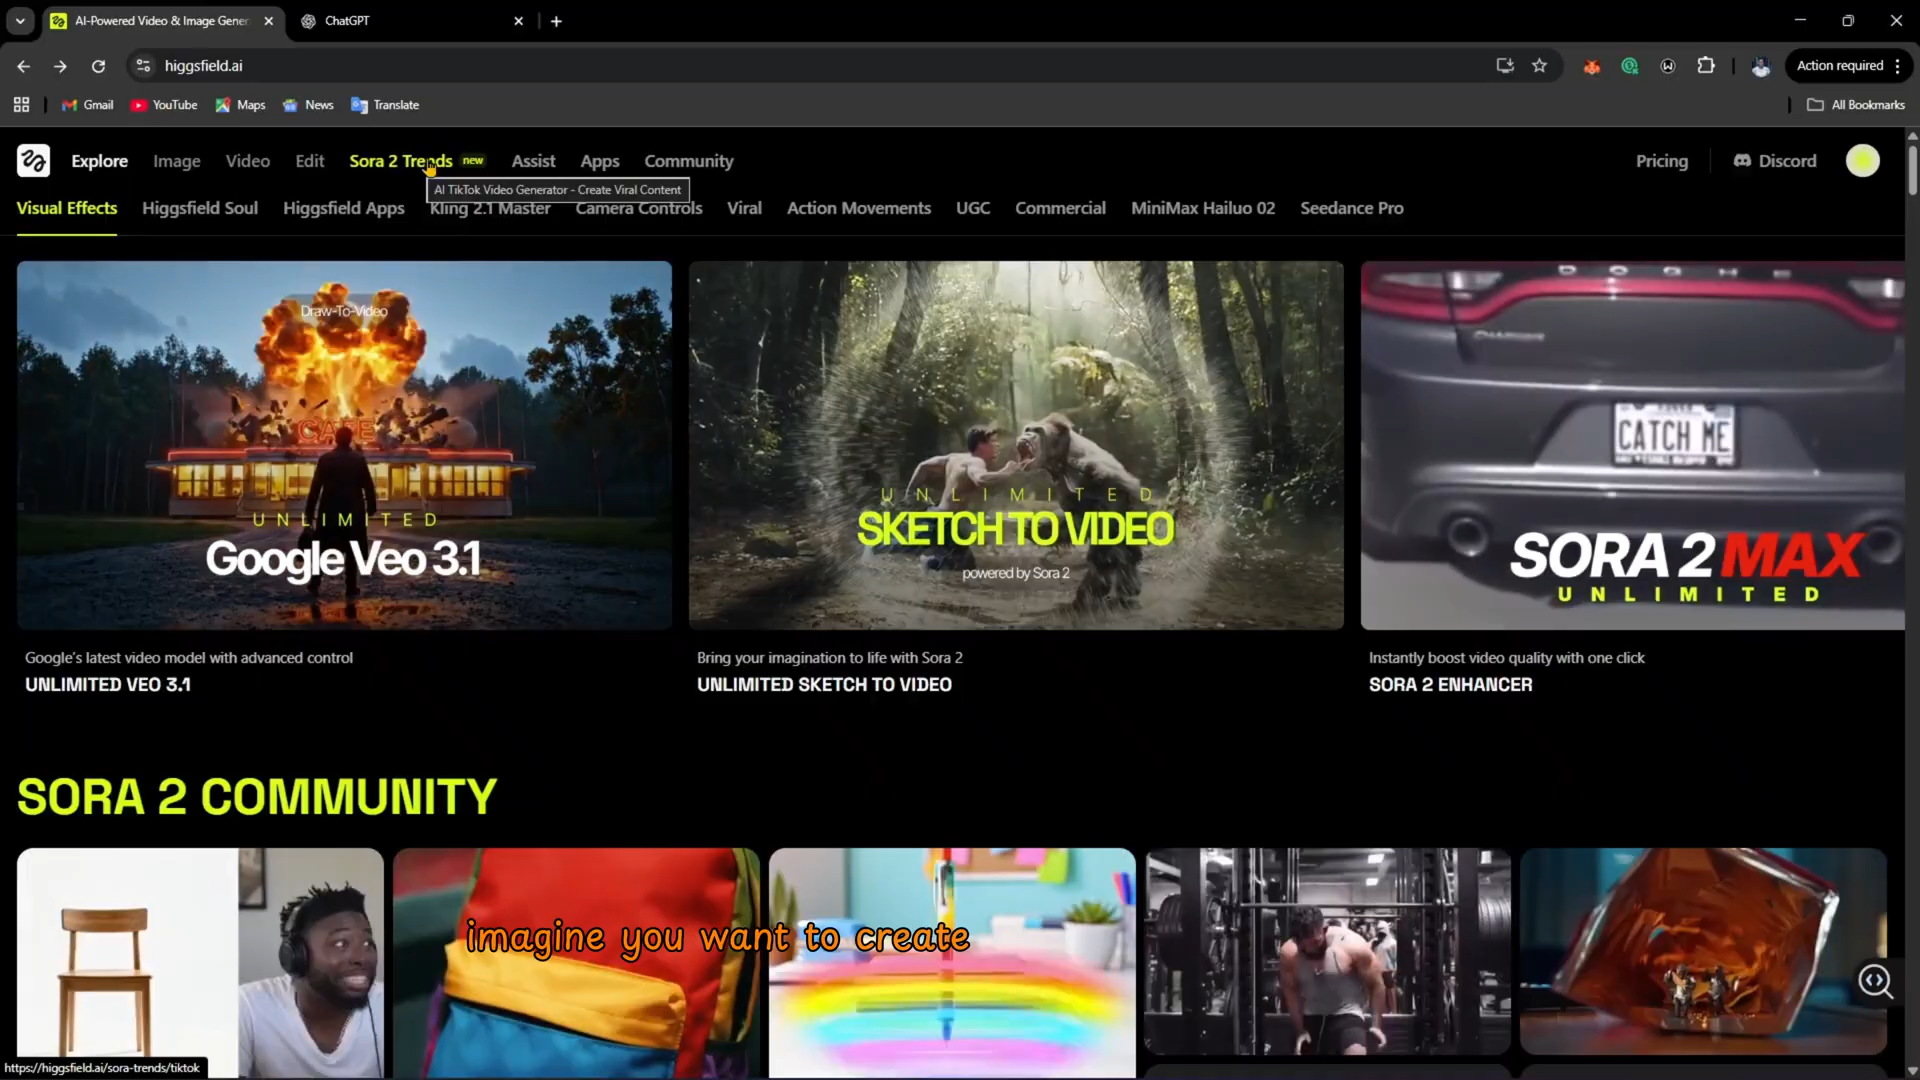 AI-Powered Video & Image Gener
ChatGPT
higgsfield.ai
Action required
Gmail
YouTube
Maps
News
Translate
All Bookmarks
Explore
Image
Video
Edit
Sora 2 Trends
new
Assist
Apps
Community
Pricing
Discord
AI TikTok Video Generator - Create Viral Content
Visual Effects
Higgsfield Soul
Higgsfield Apps
Kling 2.1 Master
Camera Controls
Viral
Action Movements
UGC
Commercial
MiniMax Hailuo 02
Seedance Pro
Draw-To-Video
CAFE
UNLIMITED
Google Veo 3.1
UNLIMITED
SKETCH TO VIDEO
powered by Sora 2
DODGE
CHARGER
CATCH ME
SORA 2 MAX
UNLIMITED
Google's latest video model with advanced control
UNLIMITED VEO 3.1
Bring your imagination to life with Sora 2
UNLIMITED SKETCH TO VIDEO
Instantly boost video quality with one click
SORA 2 ENHANCER
SORA 2 COMMUNITY
imagine you want to create
https://higgsfield.ai/sora-trends/tiktok